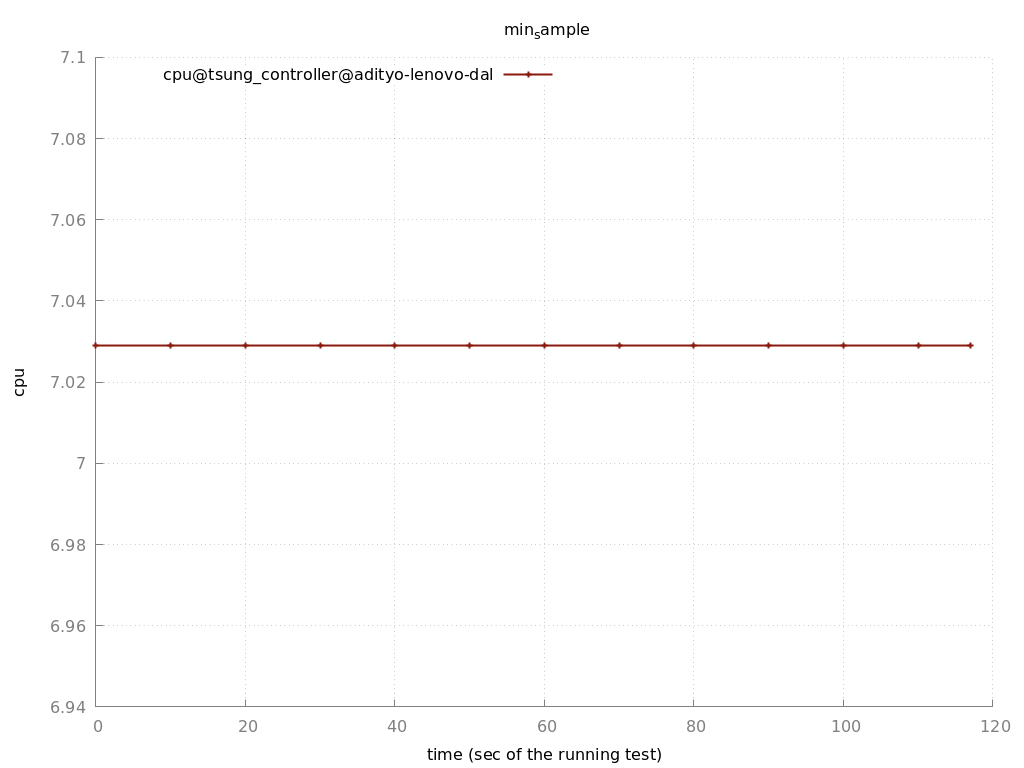 minsample
7.1
cpu@tsung_controller@adityo-lenovo-dal
7.08
7.06
7.04
7.02
cpu
7
6.98
6.96
6.94
0 20 40 60 80 100 120
time (sec of the running test)